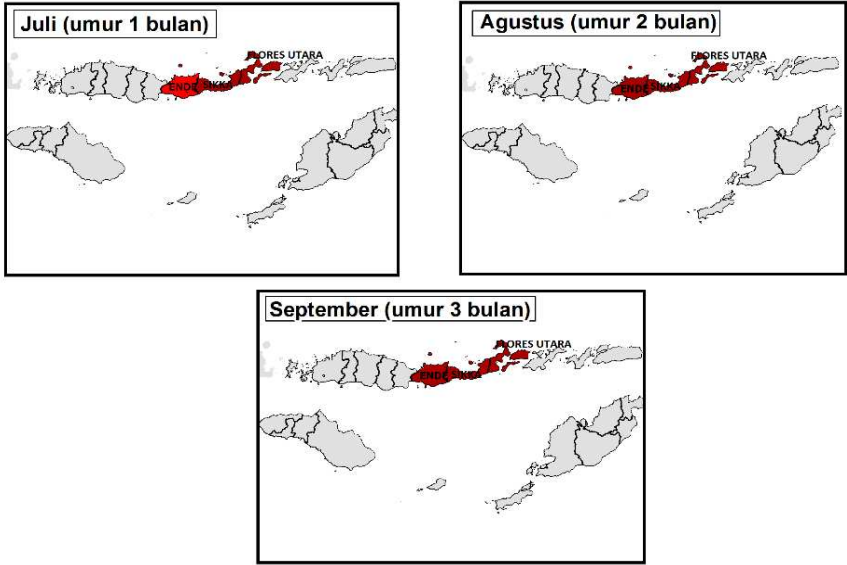 Juli (umur 1 bulan)
FLORES UTARA
ENDE SIKKA
Agustus (umur 2 bulan)
FLORES UTARA
ENDE SIKKA
September (umur 3 bulan)
FLORES UTARA
ENDE SIKKA